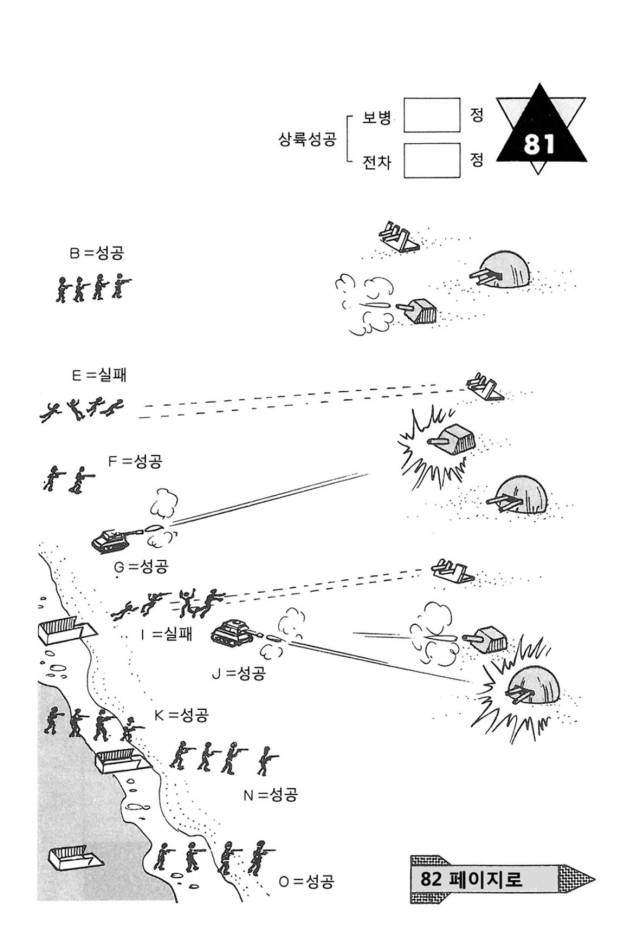 상륙성공
보병 정
전차 정
81
B=성공
E=실패
F=성공
G=성공
I=실패
J=성공
K=성공
N=성공
O=성공
82 페이지로